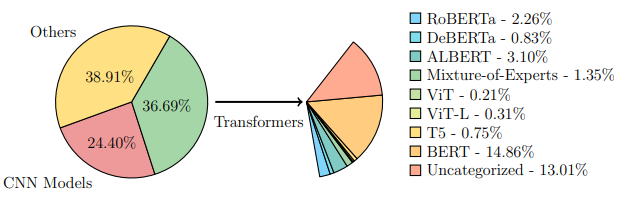 Others
38.91%
36.69%
24.40%
CNN Models
Transformers
RoBERTa - 2.26%
DeBERTa - 0.83%
ALBERT - 3.10%
Mixture-of-Experts - 1.35%
ViT - 0.21%
ViT-L - 0.31%
T5 - 0.75%
BERT - 14.86%
Uncategorized - 13.01%